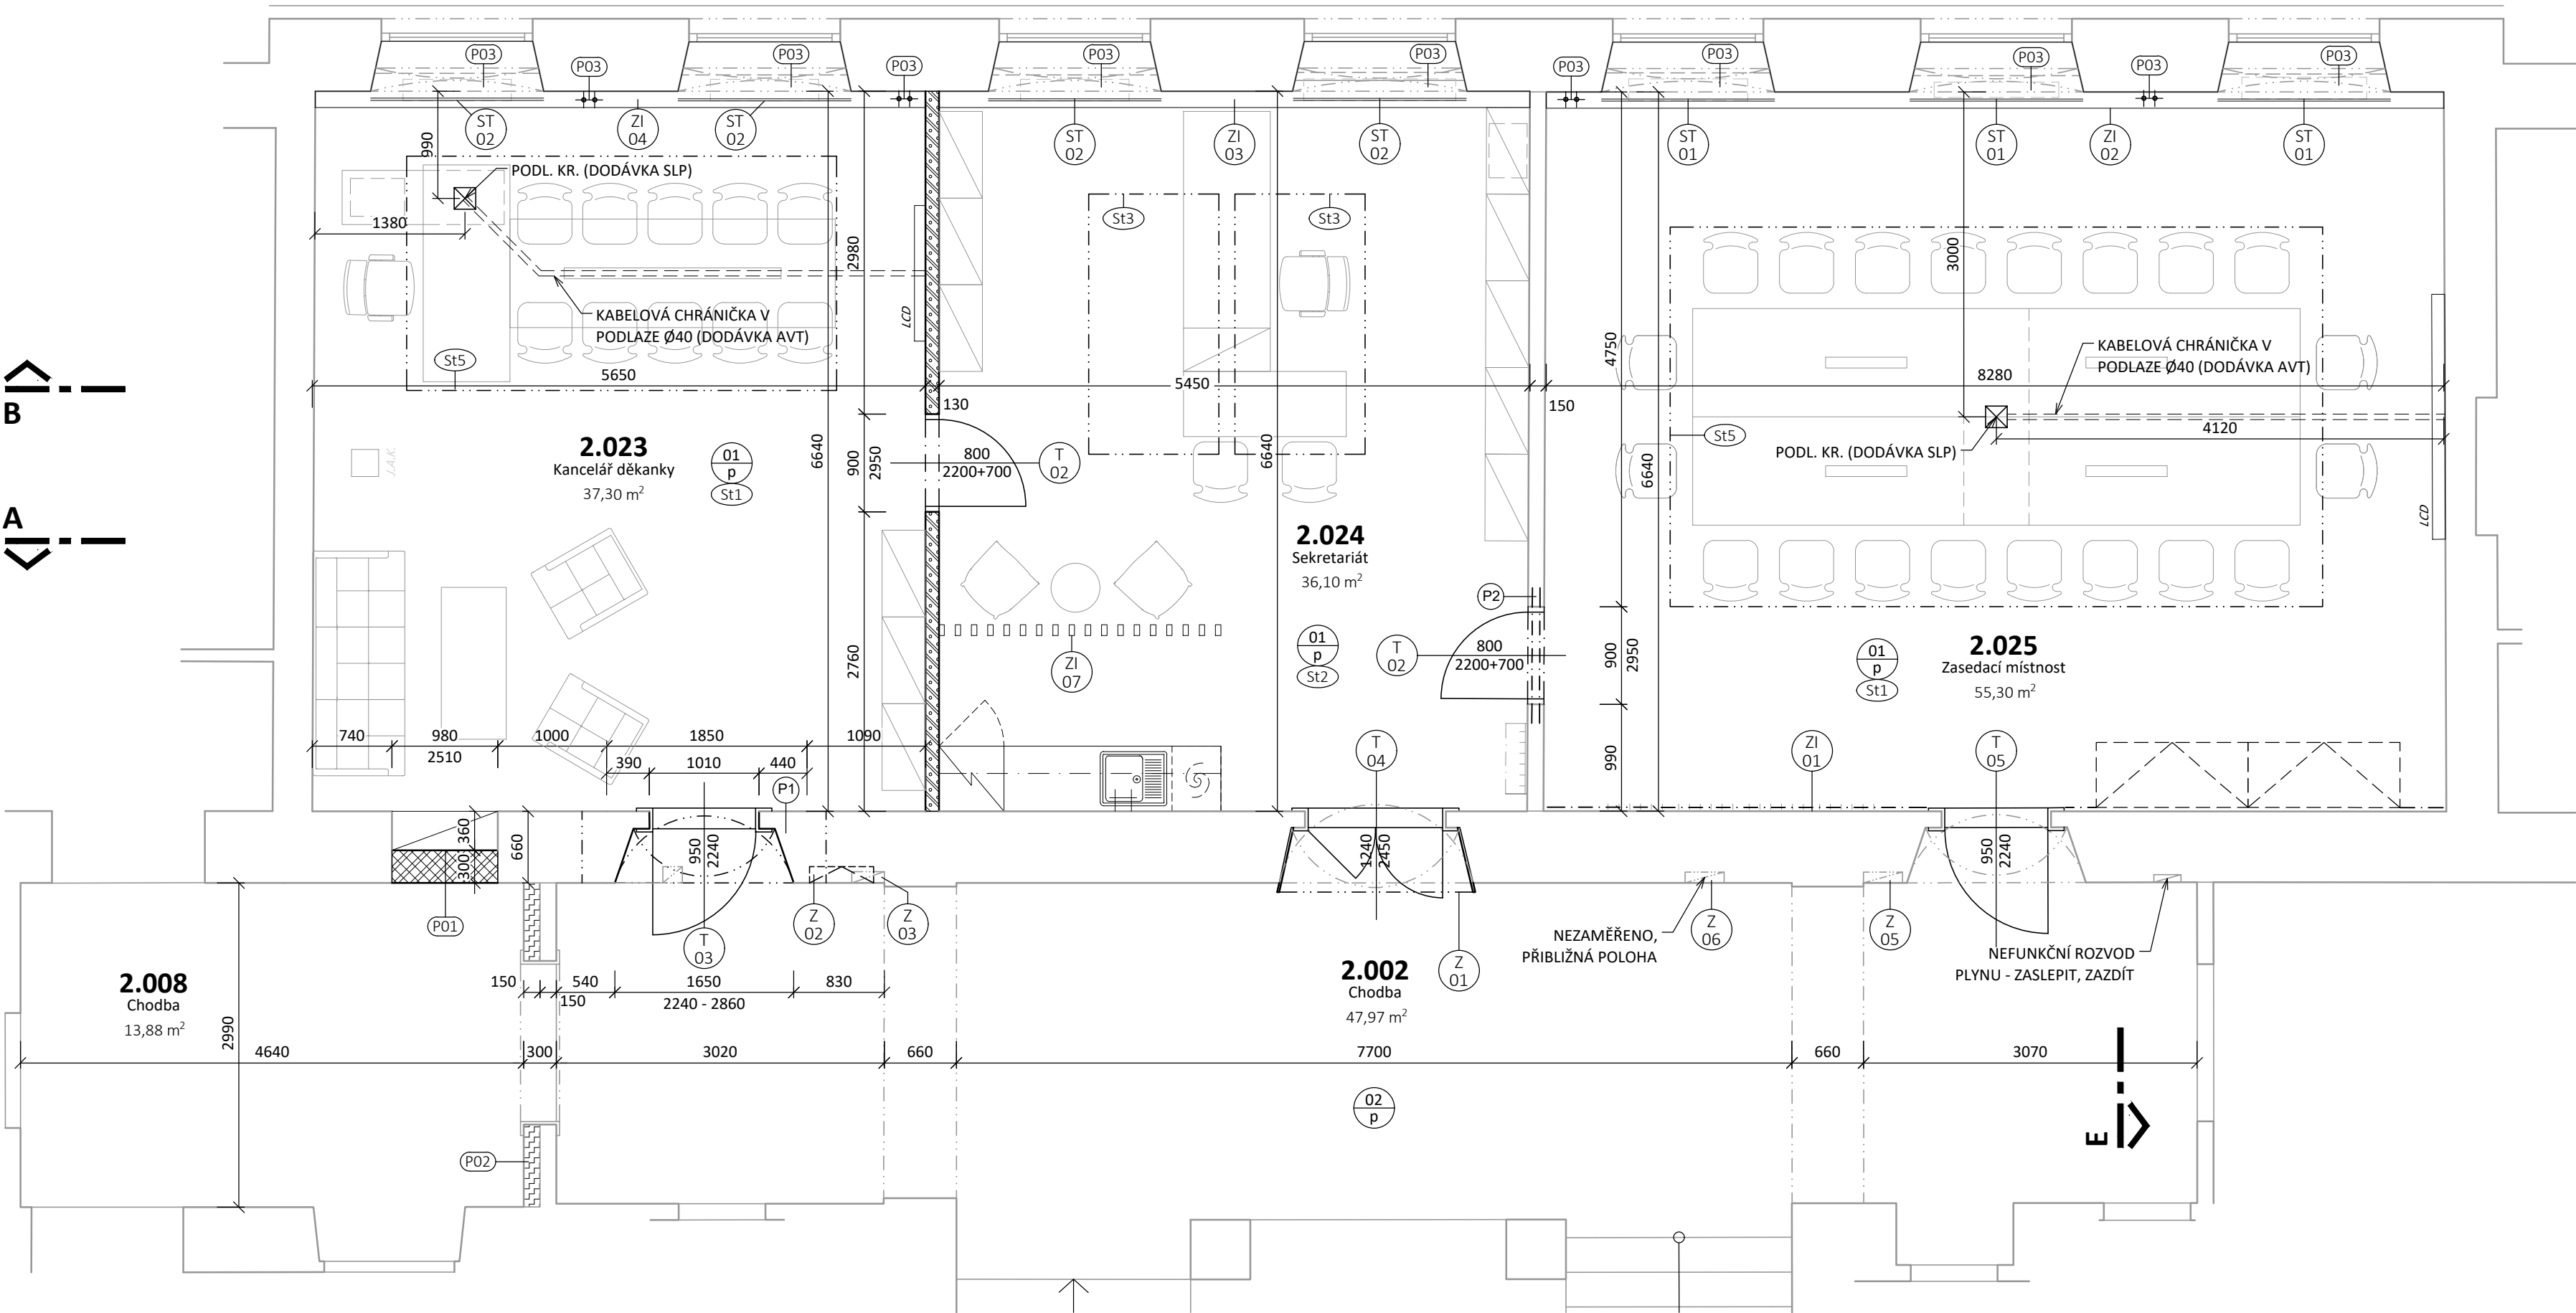 P03
P03
P03
P03
P03
P03
P03
P03
P03
P03
P03
ST
02
ZI
04
ST
02
ST
02
ZI
03
ST
02
ST
01
ST
01
ZI
02
ST
01
990
PODL. KR. (DODÁVKA SLP)
1380
2980
St3
St3
3000
KABELOVÁ CHRÁNIČKA V
PODLAZE Ø40 (DODÁVKA AVT)
LCD
St5
4750
KABELOVÁ CHRÁNIČKA V
PODLAZE Ø40 (DODÁVKA AVT)
B
5650
130
5450
150
8280
4120
St5
PODL. KR. (DODÁVKA SLP)
2.023
Kancelář děkanky
37,30 m²
01
p
St1
J.A.K.
6640
900
2950
800
2200+700
T
02
6640
6640
LCD
A
2.024
Sekretariát
36,10 m²
P2
01
p
St2
T
02
800
2200+700
900
2950
2.025
Zasedací místnost
55,30 m²
01
p
St1
2760
ZI
07
740
980
2510
1000
1850
1090
390
1010
440
P1
T
04
990
ZI
01
T
05
360
300
660
950
2240
1240
2450
950
2240
P01
T
03
Z
02
Z
03
NEZAMĚŘENO,
PŘIBLIŽNÁ POLOHA
Z
06
Z
05
NEFUNKČNÍ ROZVOD
PLYNU - ZASLEPIT, ZAZDÍT
2.008
Chodba
13,88 m²
150
150
540
1650
2240 - 2860
830
2.002
Chodba
47,97 m²
Z
01
2990
4640
300
3020
660
7700
660
3070
02
p
E
P02